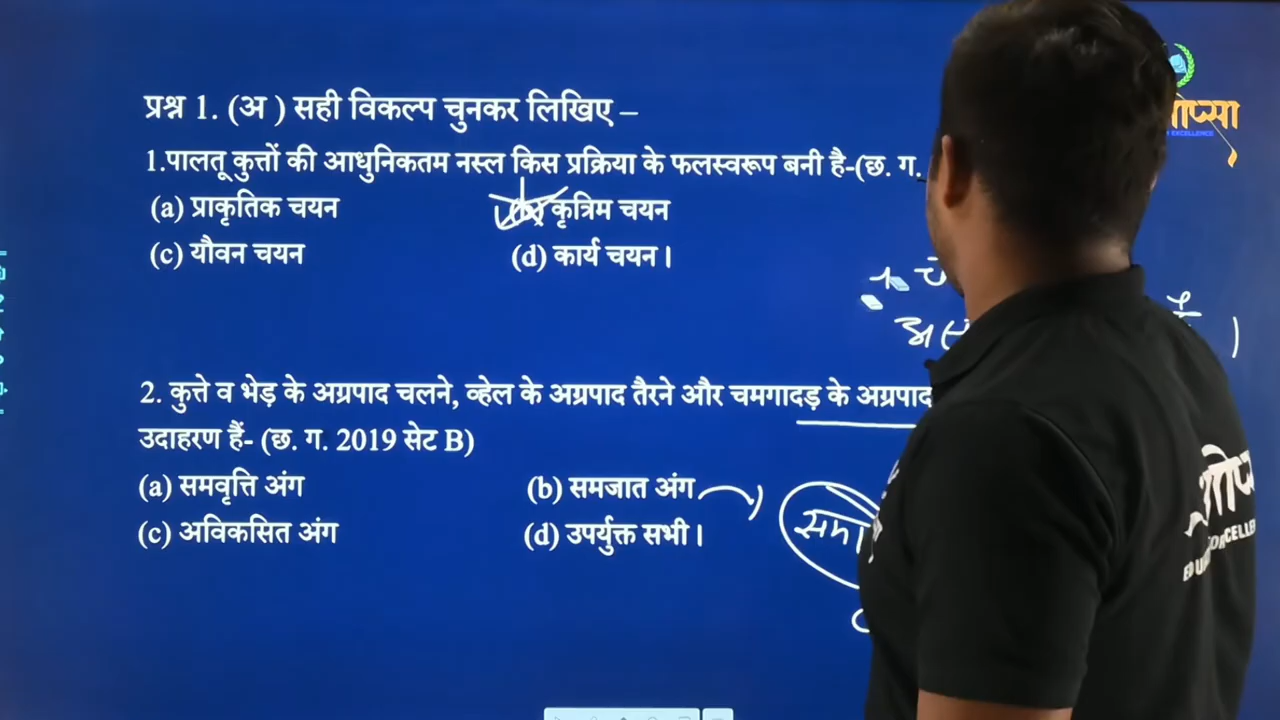 प्रश्न 1. (अ ) सही विकल्प चुनकर लिखिए –
1.पालतू कुत्तों की आधुनिकतम नस्ल किस प्रक्रिया के फलस्वरूप बनी है-(छ. ग.
(a) प्राकृतिक चयन (b) कृत्रिम चयन
(c) यौवन चयन (d) कार्य चयन।
2. कुत्ते व भेड़ के अग्रपाद चलने, व्हेल के अग्रपाद तैरने और चमगादड़ के अग्रपाद
उदाहरण हैं- (छ. ग. 2019 सेट B)
(a) समवृत्ति अंग (b) समजात अंग
(c) अविकसित अंग (d) उपर्युक्त सभी।